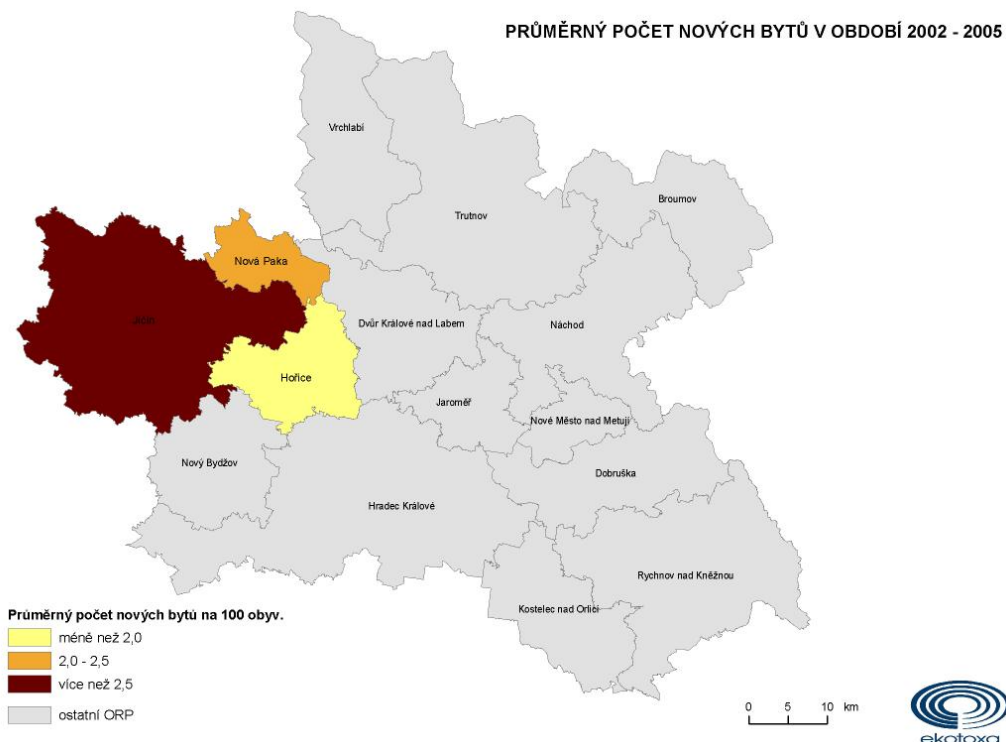 PRŮMĚRNÝ POČET NOVÝCH BYTŮ V OBDOBÍ 2002 - 2005
Vrchlabí
Broumov
Trutnov
Nová Paka
Jičín
Dvůr Králové nad Labem
Náchod
Hořice
Jaroměř
Nové Město nad Metují
Nový Bydžov
Dobruška
Hradec Králové
Rychnov nad Kněžnou
Kostelec nad Orlicí
Průměrný počet nových bytů na 100 obyv.
méně než 2,0
2,0 - 2,5
více než 2,5
ostatní ORP
0 5 10 km
ekotoxa